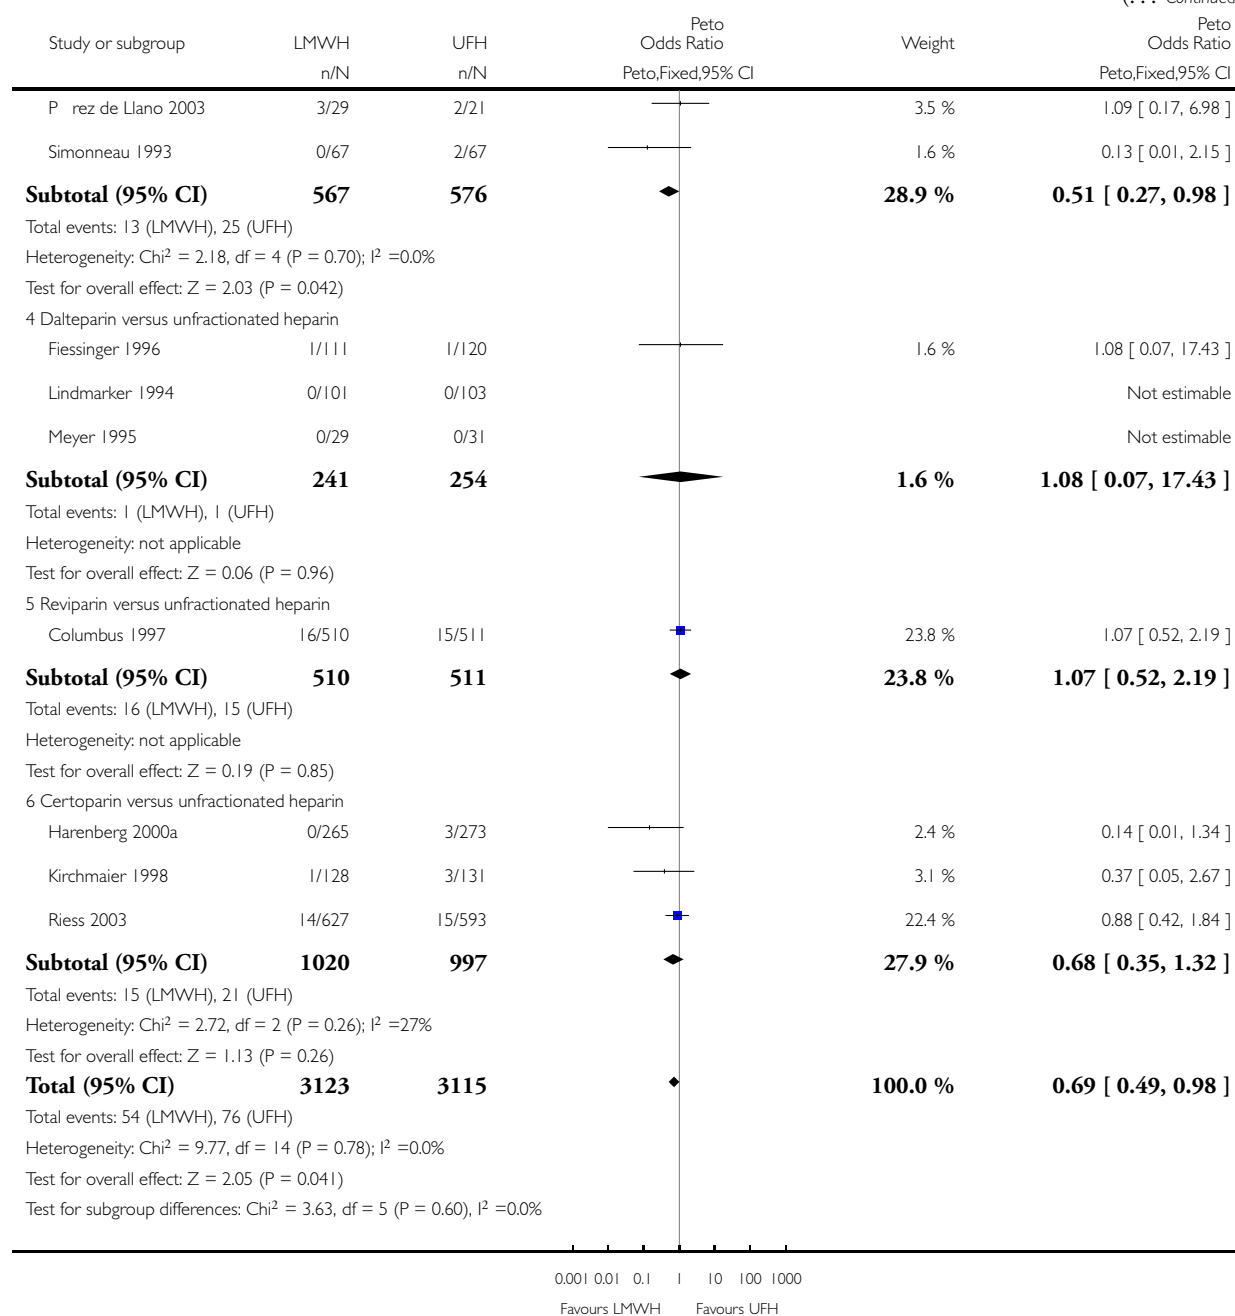 (. . . Continued
Peto Peto
Study or subgroup LMWH UFH Odds Ratio Weight Odds Ratio
n/N n/N Peto,Fixed,95% CI Peto,Fixed,95% CI
P rez de Llano 2003 3/29 2/21 3.5 % 1.09 [ 0.17, 6.98 ]
Simonneau 1993 0/67 2/67 1.6 % 0.13 [ 0.01, 2.15 ]
Subtotal (95% CI) 567 576 28.9 % 0.51 [ 0.27, 0.98 ]
Total events: 13 (LMWH), 25 (UFH)
Heterogeneity: Chi² = 2.18, df = 4 (P = 0.70); I² =0.0%
Test for overall effect: Z = 2.03 (P = 0.042)
4 Dalteparin versus unfractionated heparin
Fiessinger 1996 1/111 1/120 1.6 % 1.08 [ 0.07, 17.43 ]
Lindmarker 1994 0/101 0/103 Not estimable
Meyer 1995 0/29 0/31 Not estimable
Subtotal (95% CI) 241 254 1.6 % 1.08 [ 0.07, 17.43 ]
Total events: 1 (LMWH), 1 (UFH)
Heterogeneity: not applicable
Test for overall effect: Z = 0.06 (P = 0.96)
5 Reviparin versus unfractionated heparin
Columbus 1997 16/510 15/511 23.8 % 1.07 [ 0.52, 2.19 ]
Subtotal (95% CI) 510 511 23.8 % 1.07 [ 0.52, 2.19 ]
Total events: 16 (LMWH), 15 (UFH)
Heterogeneity: not applicable
Test for overall effect: Z = 0.19 (P = 0.85)
6 Certoparin versus unfractionated heparin
Harenberg 2000a 0/265 3/273 2.4 % 0.14 [ 0.01, 1.34 ]
Kirchmaier 1998 1/128 3/131 3.1 % 0.37 [ 0.05, 2.67 ]
Riess 2003 14/627 15/593 22.4 % 0.88 [ 0.42, 1.84 ]
Subtotal (95% CI) 1020 997 27.9 % 0.68 [ 0.35, 1.32 ]
Total events: 15 (LMWH), 21 (UFH)
Heterogeneity: Chi² = 2.72, df = 2 (P = 0.26); I² =27%
Test for overall effect: Z = 1.13 (P = 0.26)
Total (95% CI) 3123 3115 100.0 % 0.69 [ 0.49, 0.98 ]
Total events: 54 (LMWH), 76 (UFH)
Heterogeneity: Chi² = 9.77, df = 14 (P = 0.78); I² =0.0%
Test for overall effect: Z = 2.05 (P = 0.041)
Test for subgroup differences: Chi² = 3.63, df = 5 (P = 0.60), I² =0.0%
0.001 0.01 0.1 1 10 100 1000
Favours LMWH Favours UFH